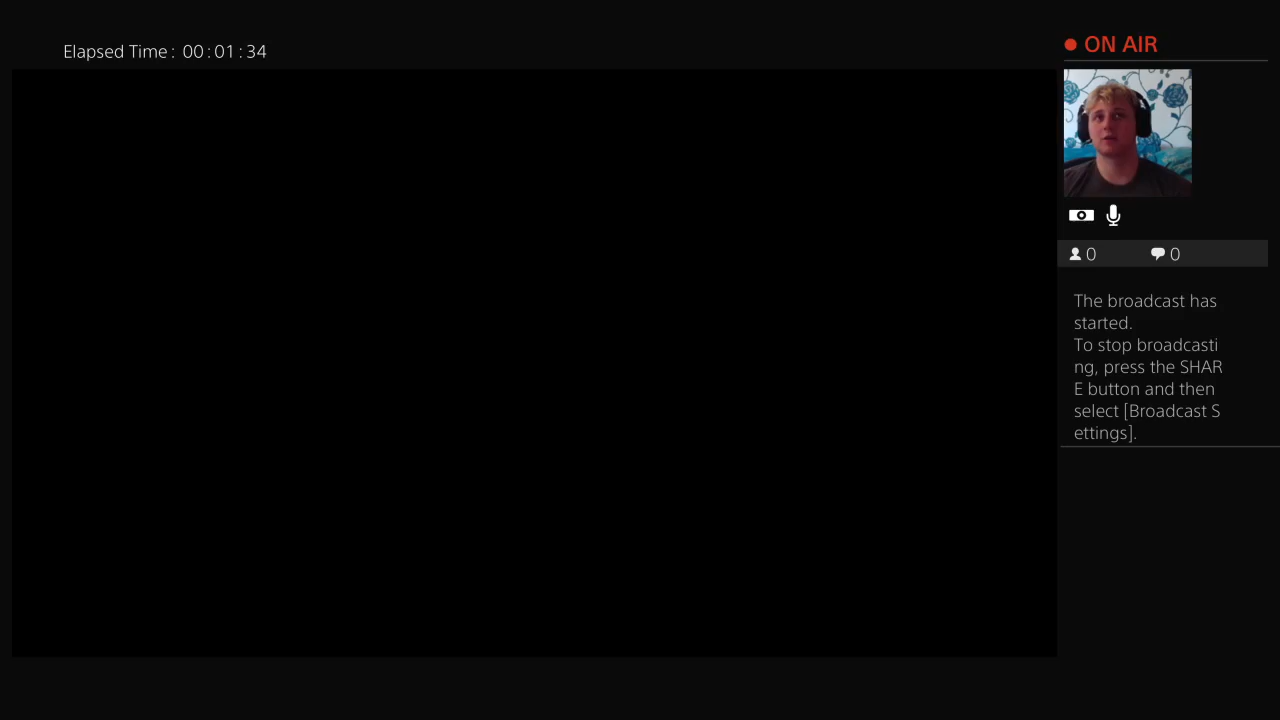 Elapsed Time : 00 : 01 : 34
ON AIR
0 0
The broadcast has
started.
To stop broadcasti
ng, press the SHAR
E button and then
select [Broadcast S
ettings].